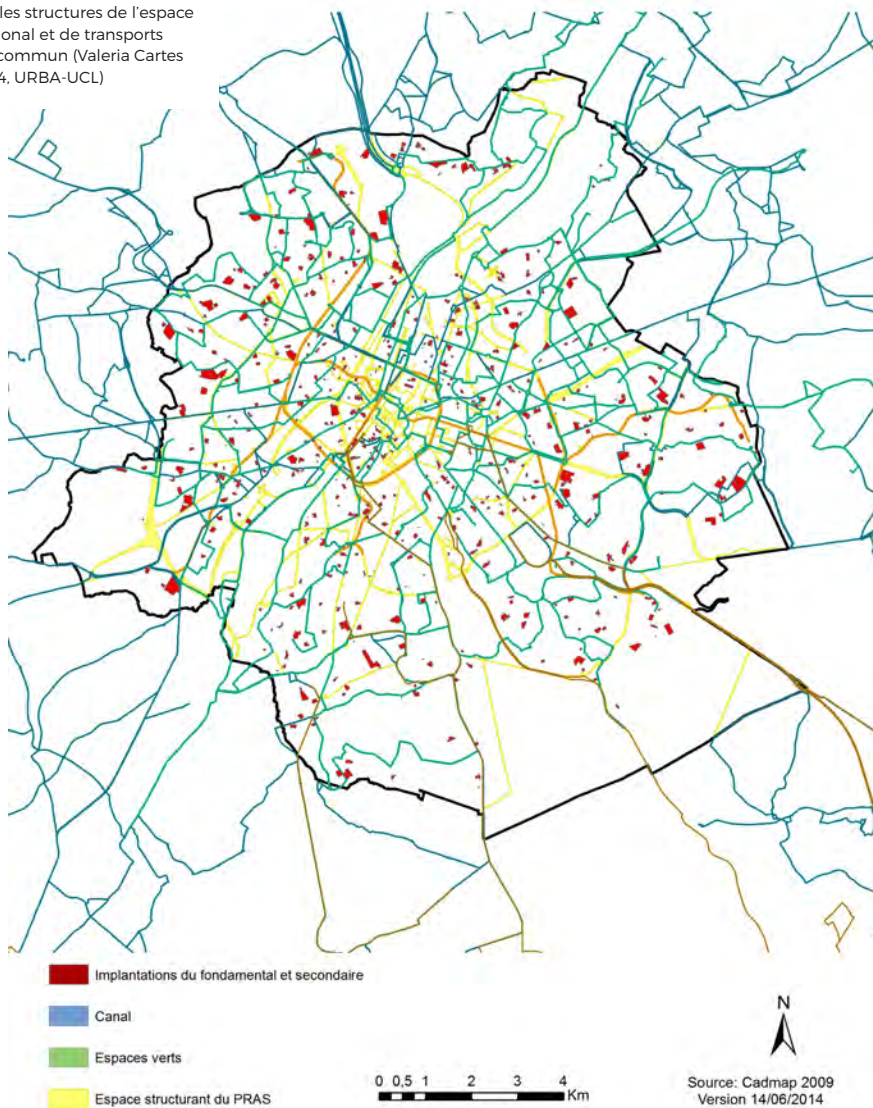 les structures de l'espace
onal et de transports
commun (Valeria Cartes
4, URBA-UCL)
Implantations du fondamental et secondaire
Canal
Espaces verts
Espace structurant du PRAS
0 0,5 1 2 3 4
Km
N
Source: Cadmap 2009
Version 14/06/2014